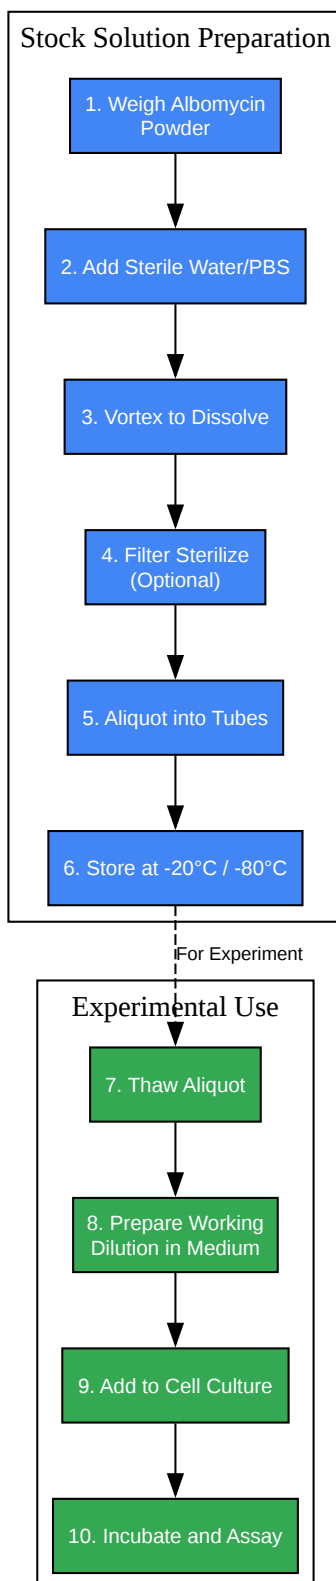 Stock Solution Preparation
1. Weigh Albomycin
Powder
2. Add Sterile Water/PBS
3. Vortex to Dissolve
4. Filter Sterilize
(Optional)
5. Aliquot into Tubes
6. Store at -20°C / -80°C
For Experiment
Experimental Use
7. Thaw Aliquot
8. Prepare Working
Dilution in Medium
9. Add to Cell Culture
10. Incubate and Assay